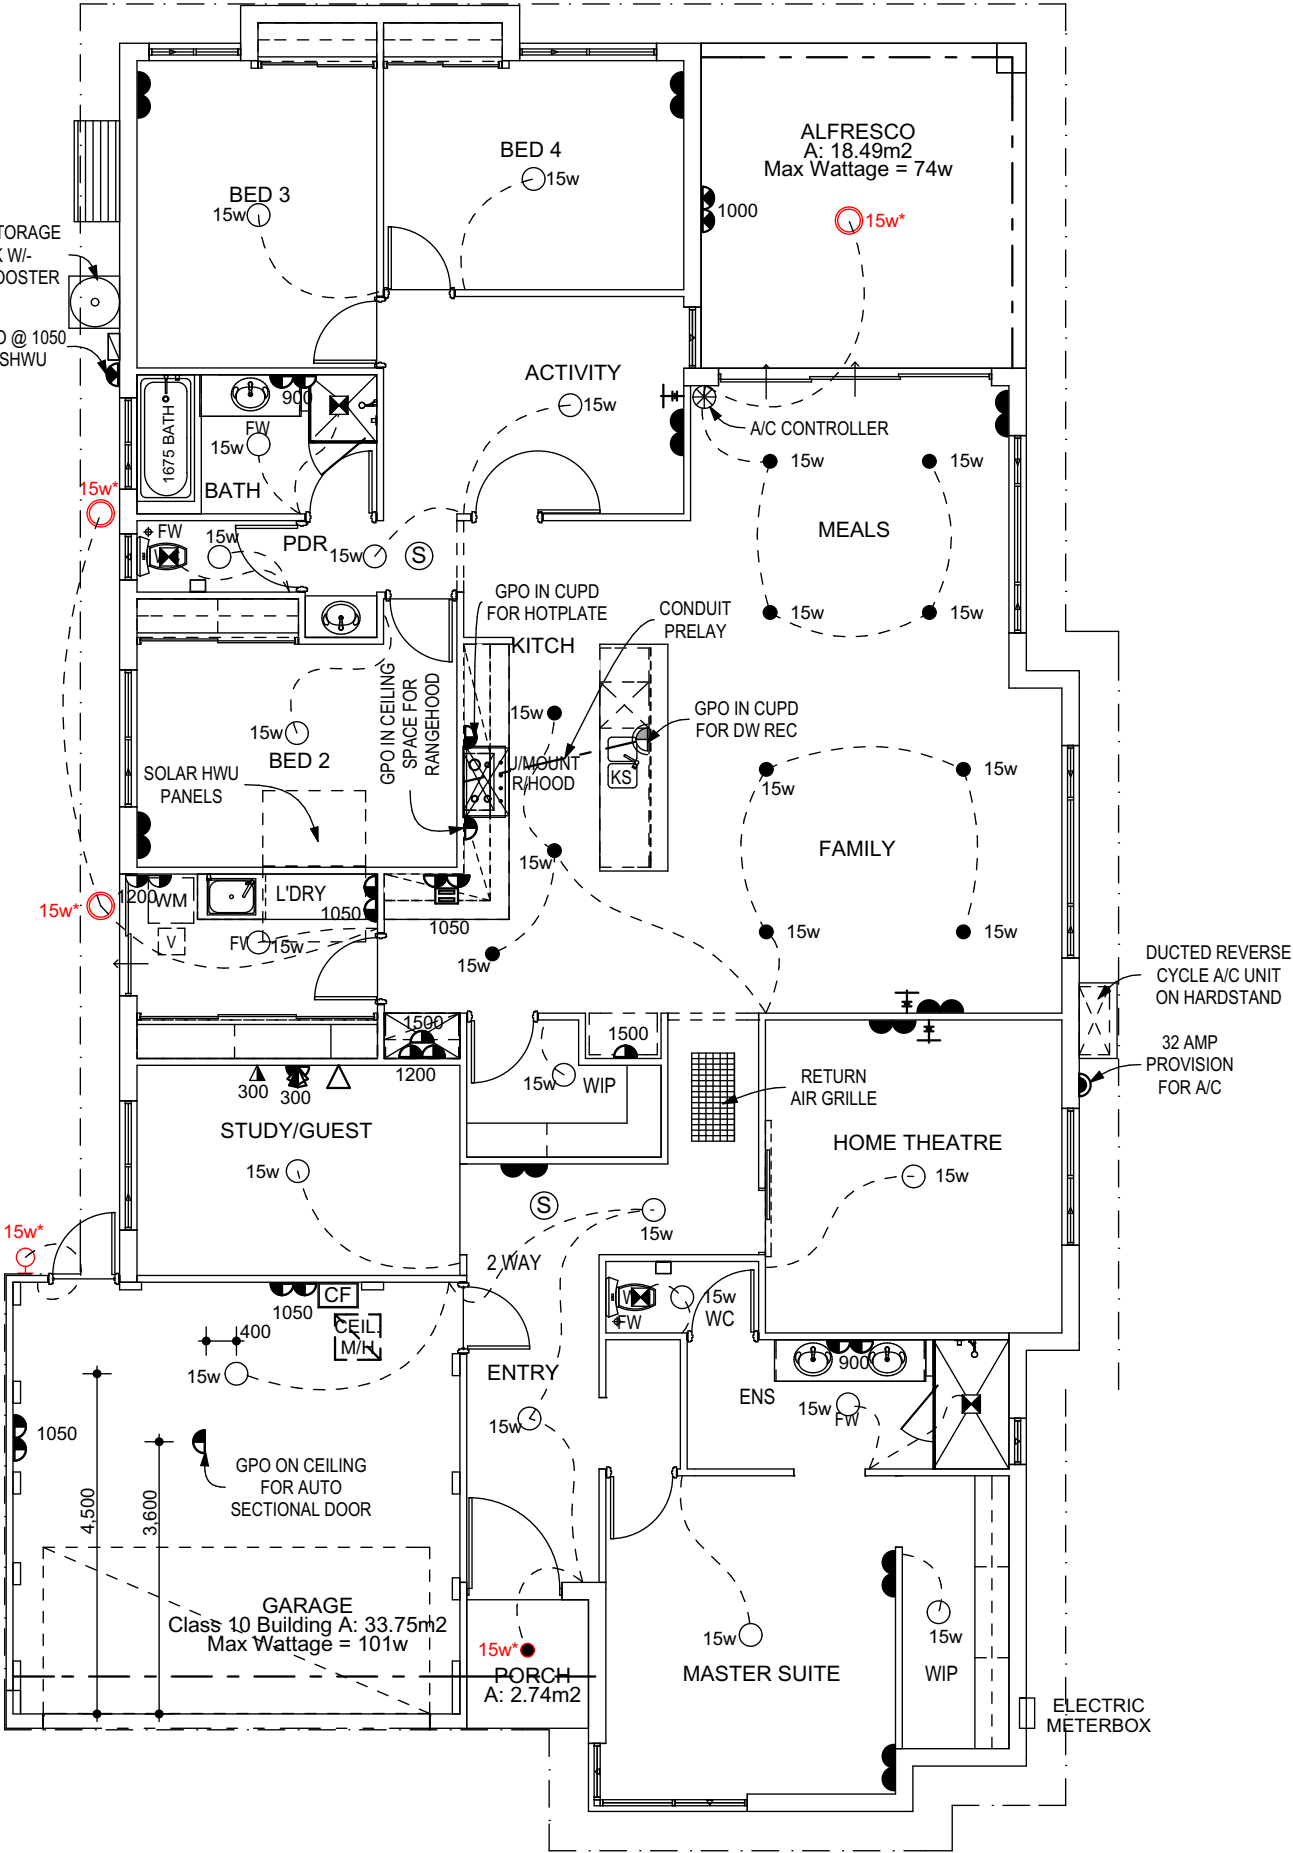 BED 3
15w
BED 4
15w
ALFRESCO
A: 18.49m2
Max Wattage = 74w
1000
15w*
TORAGE
K W/-
OOSTER
@ 1050
SHWU
ACTIVITY
15w
A/C CONTROLLER
900
1675 BATH
FW
15w
BATH
15w*
FW
15w
PDR
15w
S
15w
15w
MEALS
15w
15w
GPO IN CUPD
FOR HOTPLATE
CONDUIT
PRELAY
KITCH
GPO IN CEILING
SPACE FOR
RANGEHOOD
15w
GPO IN CUPD
FOR DW REC
15w
BED 2
SOLAR HWU
PANELS
U/MOUNT
R/HOOD
KS
15w
15w
15w
FAMILY
15w
15w
15w*
1200
WM
L'DRY
1050
V
FW
15w
1050
15w
DUCTED REVERSE
CYCLE A/C UNIT
ON HARDSTAND
32 AMP
PROVISION
FOR A/C
1500
1200
1500
15w
WIP
RETURN
AIR GRILLE
300
300
STUDY/GUEST
15w
HOME THEATRE
15w
S
15w
15w*
2 WAY
1050
CF
CEIL.
M/H
400
15w
15w
WC
FW
900
ENS
15w
FW
ENTRY
15w
1050
GPO ON CEILING
FOR AUTO
SECTIONAL DOOR
4,500
3,600
GARAGE
Class 10 Building A: 33.75m2
Max Wattage = 101w
15w*
PORCH
A: 2.74m2
15w
MASTER SUITE
15w
WIP
ELECTRIC
METERBOX